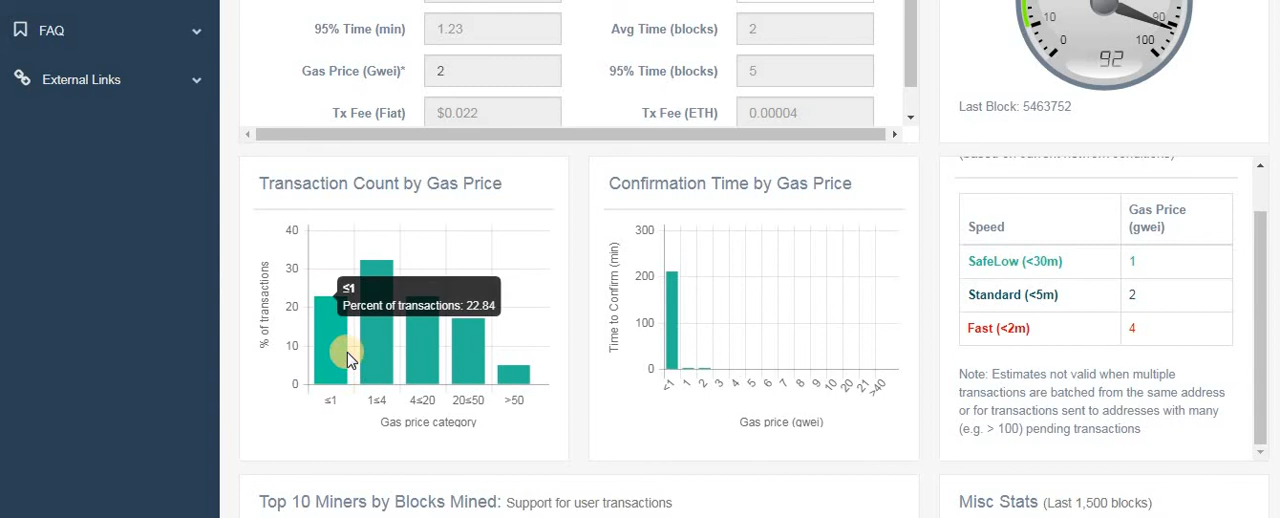 FAQ
External Links
95% Time (min) 1.23 Avg Time (blocks) 2
Gas Price (Gwei)* 2 95% Time (blocks) 5
Tx Fee (Fiat) $0.022 Tx Fee (ETH) 0.00004
10 90
0 100
92
Last Block: 5463752
Transaction Count by Gas Price
% of transactions
40
30
20
10
0
≤1
Percent of transactions: 22.84
≤1 1≤4 4≤20 20≤50 >50
Gas price category
Confirmation Time by Gas Price
Time to Confirm (min)
300
200
100
0
<1 1 2 3 4 5 6 7 8 9 10 20 21 >40
Gas price (gwei)
(based on current network conditions)
Speed Gas Price
(gwei)
SafeLow (<30m) 1
Standard (<5m) 2
Fast (<2m) 4
Note: Estimates not valid when multiple
transactions are batched from the same address
or for transactions sent to addresses with many
(e.g. > 100) pending transactions
Top 10 Miners by Blocks Mined: Support for user transactions
Misc Stats (Last 1,500 blocks)